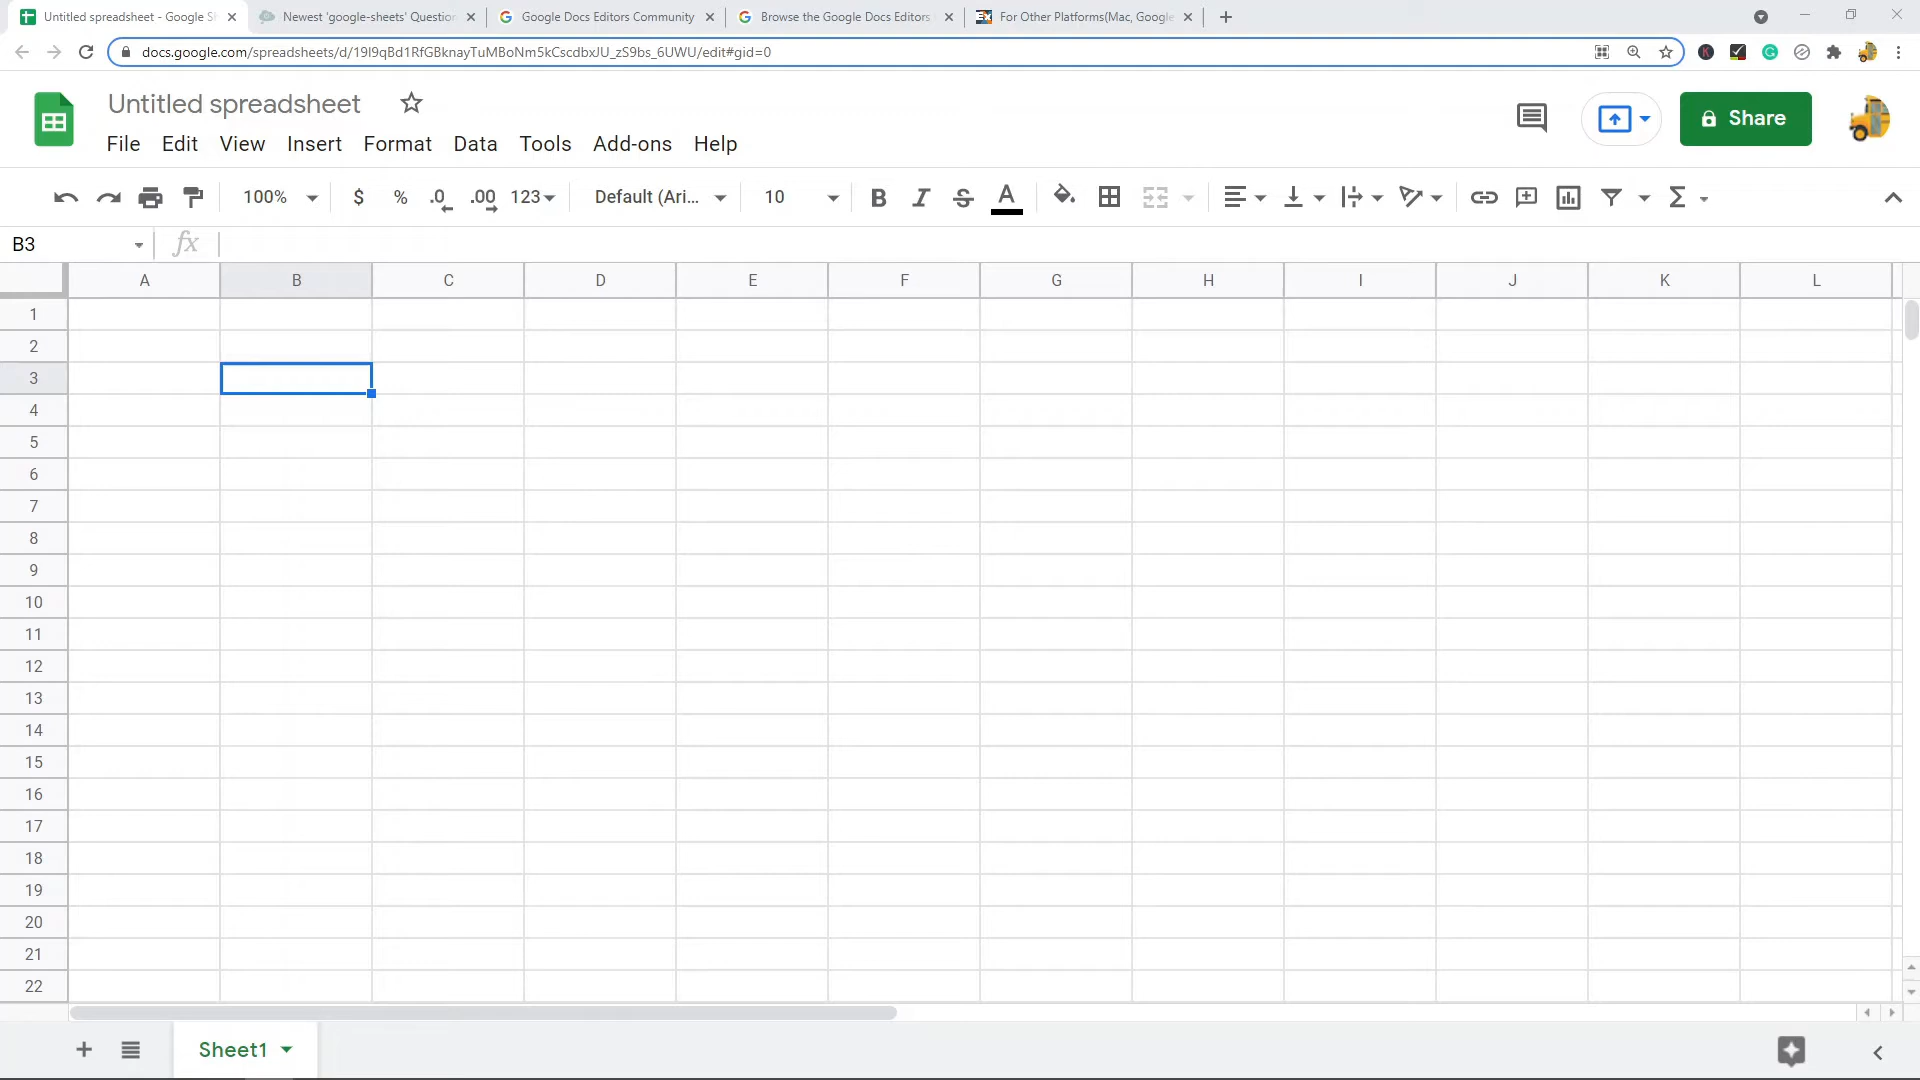 Untitled spreadsheet - Google S
Newest 'google-sheets' Question
Google Docs Editors Community
Browse the Google Docs Editors
For Other Platforms(Mac, Google
docs.google.com/spreadsheets/d/19I9qBd1RfGBknayTuMBoNm5kCscdbxJU_zS9bs_6UWU/edit#gid=0
Untitled spreadsheet
Share
File Edit View Insert Format Data Tools Add-ons Help
100% $ % .0 .00 123 Default (Ari... 10 B I S A Σ
B3 fx
A B C D E F G H I J K L
1
2
3
4
5
6
7
8
9
10
11
12
13
14
15
16
17
18
19
20
21
22
Sheet1